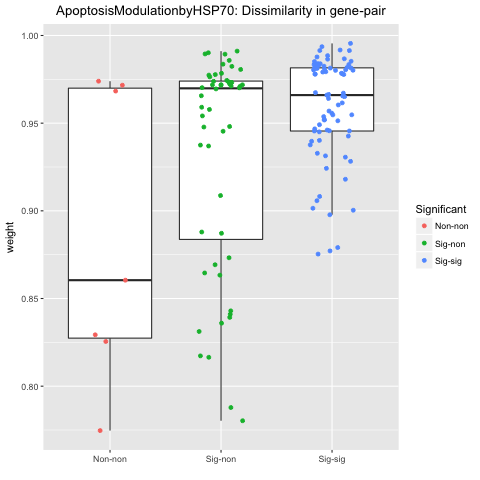 ApoptosisModulationbyHSP70: Dissimilarity in gene-pair
1.00
0.95
0.90
0.85
0.80
weight
Non-non
Sig-non
Sig-sig
Significant
Non-non
Sig-non
Sig-sig